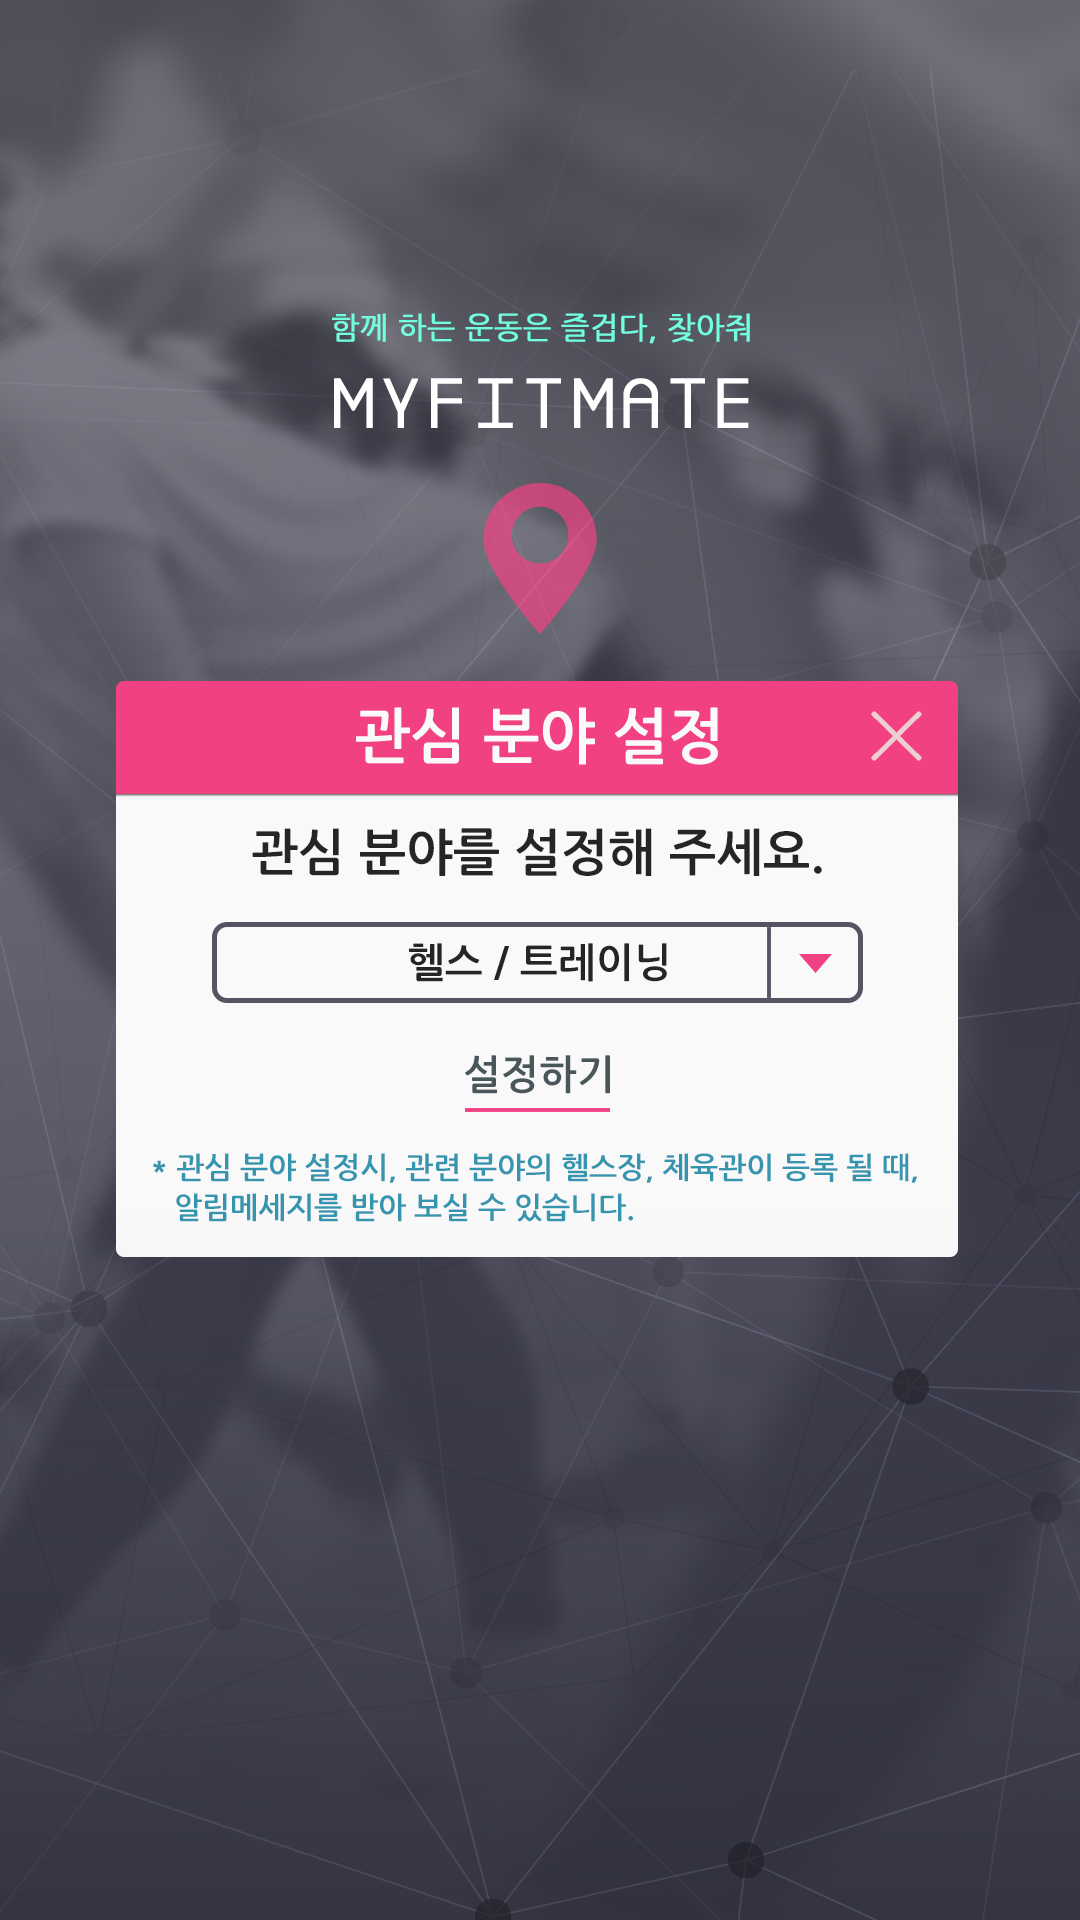 함께 하는 운동은 즐겁다, 찾아줘
MYFITMATE
관심 분야 설정
관심 분야를 설정해 주세요.
헬스 / 트레이닝
설정하기
* 관심 분야 설정시, 관련 분야의 헬스장, 체육관이 등록 될 때,
알림메세지를 받아 보실 수 있습니다.